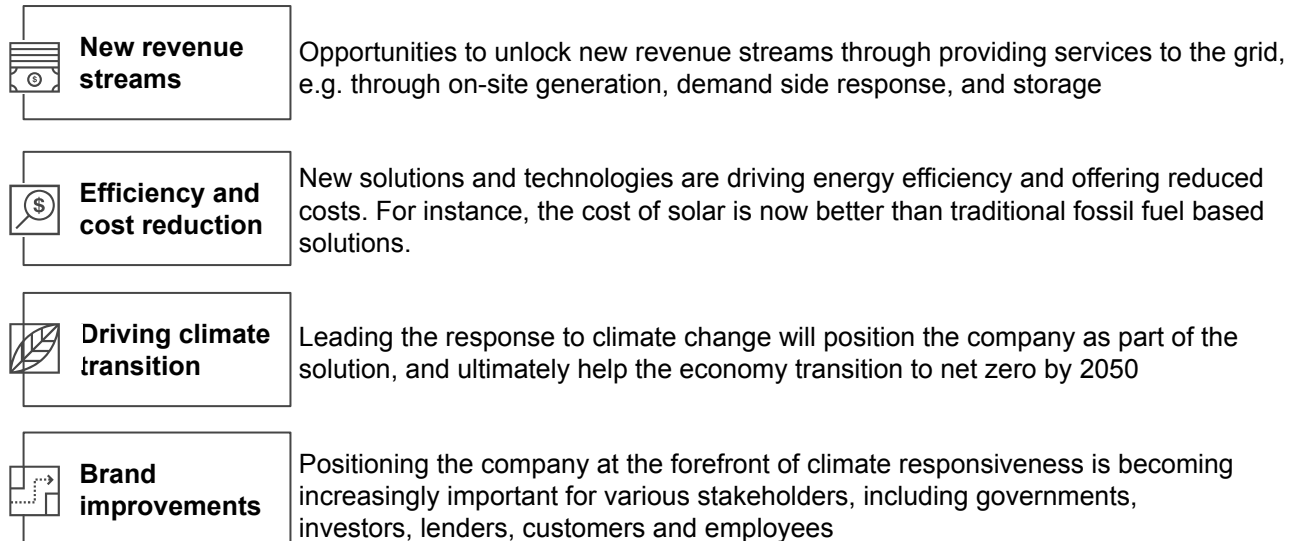 New revenue
streams
Opportunities to unlock new revenue streams through providing services to the grid,
e.g. through on-site generation, demand side response, and storage
Efficiency and
cost reduction
New solutions and technologies are driving energy efficiency and offering reduced
costs. For instance, the cost of solar is now better than traditional fossil fuel based
solutions.
Driving climate
transition
Leading the response to climate change will position the company as part of the
solution, and ultimately help the economy transition to net zero by 2050
Brand
improvements
Positioning the company at the forefront of climate responsiveness is becoming
increasingly important for various stakeholders, including governments,
investors, lenders, customers and employees